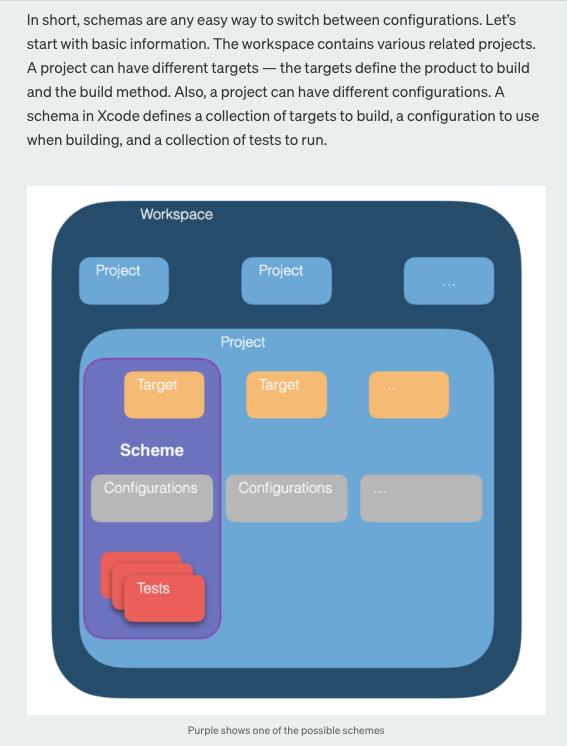 In short, schemas are any easy way to switch between configurations. Let’s
start with basic information. The workspace contains various related projects.
A project can have different targets — the targets define the product to build
and the build method. Also, a project can have different configurations. A
schema in Xcode defines a collection of targets to build, a configuration to use
when building, and a collection of tests to run.
Workspace
Project
Project
...
Project
Target
Target
...
Scheme
Configurations
Configurations
...
Tests
Purple shows one of the possible schemes